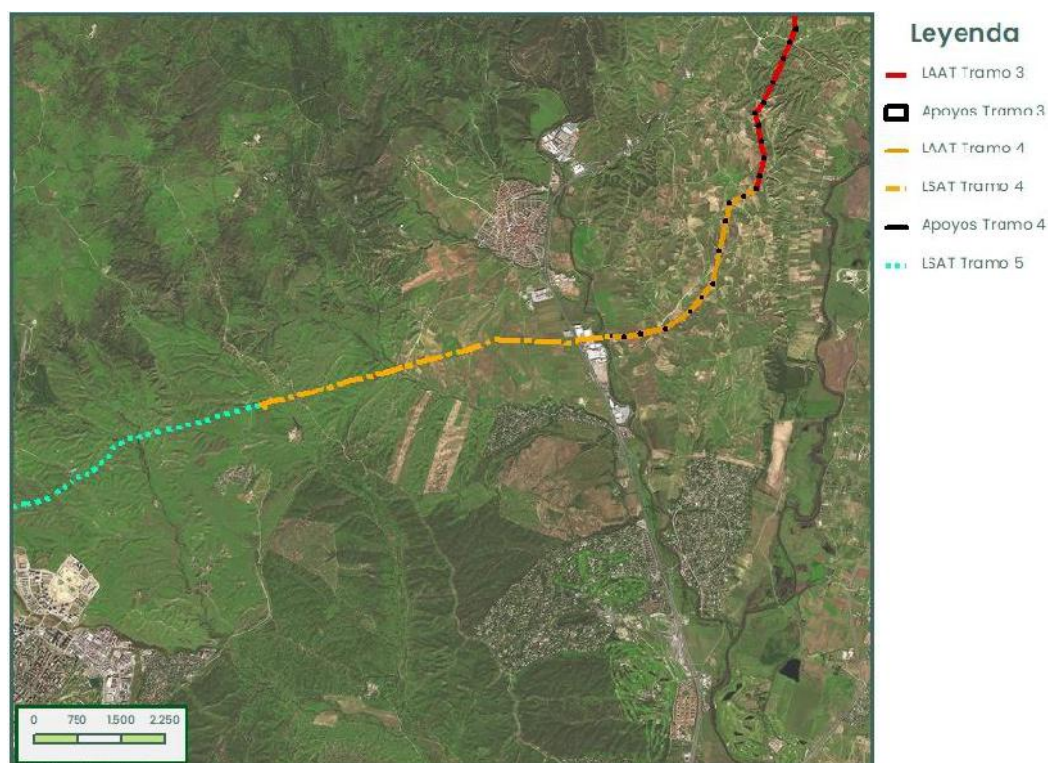 Leyenda
LAAT Tramo 3
Apoyos Tramo 3
LAAT Tramo 4
LSAT Tramo 4
Apoyos Tramo 4
LSAT Tramo 5
0 750 1.500 2.250